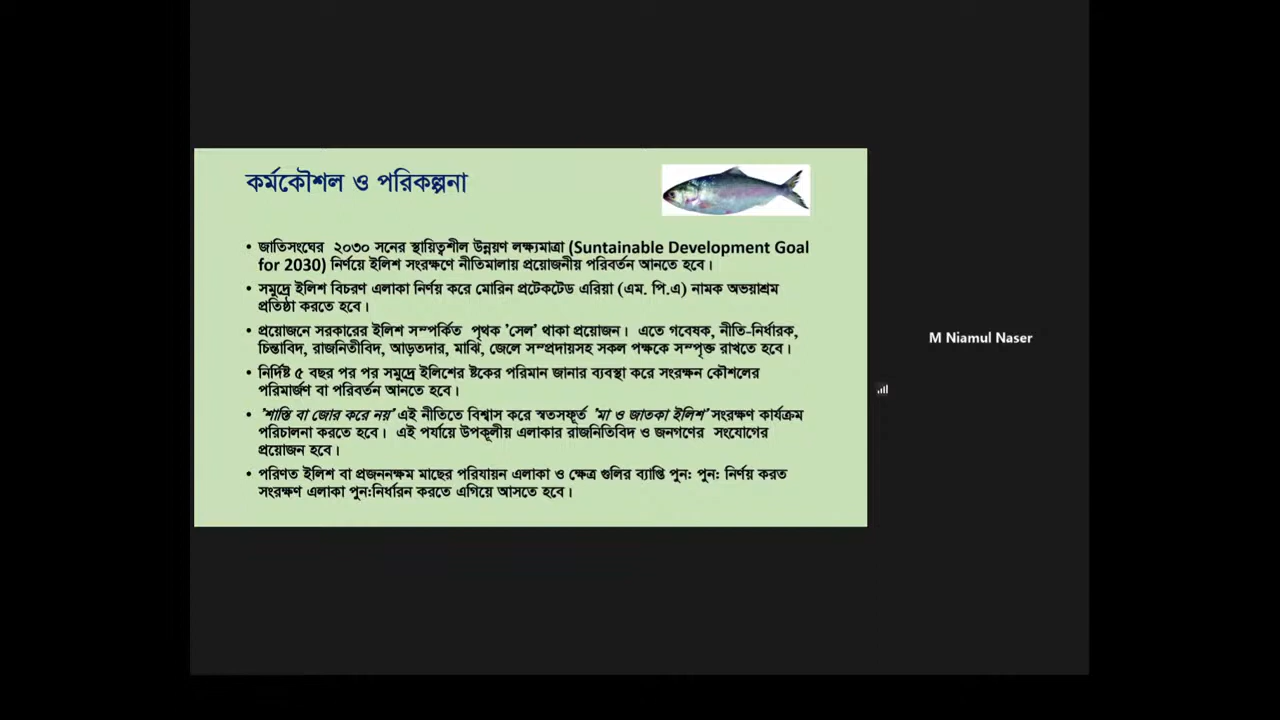 কর্মকৌশল ও পরিকল্পনা
• জাতিসংঘের ২০৩০ সনের স্থায়িত্বশীল উন্নয়ণ লক্ষ্যমাত্রা (Suntainable Development Goal
for 2030) নির্ণয়ে ইলিশ সংরক্ষণে নীতিমালায় প্রয়োজনীয় পরিবর্তন আনতে হবে।
• সমুদ্রে ইলিশ বিচরণ এলাকা নির্ণয় করে মোরিন প্রটেকটেড এরিয়া (এম. পি.এ) নামক অভয়াশ্রম
প্রতিষ্ঠা করতে হবে।
• প্রয়োজনে সরকারের ইলিশ সম্পর্কিত পৃথক 'সেল' থাকা প্রয়োজন। এতে গবেষক, নীতি-নির্ধারক,
চিন্তাবিদ, রাজনিতীবিদ, আড়তদার, মাঝি, জেলে সম্প্রদায়সহ সকল পক্ষকে সম্পৃক্ত রাখতে হবে।
• নির্দিষ্ট ৫ বছর পর পর সমুদ্রে ইলিশের ষ্টকের পরিমান জানার ব্যবস্থা করে সংরক্ষন কৌশলের
পরিমার্জণ বা পরিবর্তন আনতে হবে।
• 'শাস্তি বা জোর করে নয়' এই নীতিতে বিশ্বাস করে স্বতসফূর্ত 'মা ও জাতকা ইলিশ' সংরক্ষণ কার্যক্রম
পরিচালনা করতে হবে। এই পর্যায়ে উপকূলীয় এলাকার রাজনিতিবিদ ও জনগণের সংযোগের
প্রয়োজন হবে।
• পরিণত ইলিশ বা প্রজননক্ষম মাছের পরিযায়ন এলাকা ও ক্ষেত্র গুলির ব্যাপ্তি পুন: পুন: নির্ণয় করত
সংরক্ষণ এলাকা পুন:নির্ধারন করতে এগিয়ে আসতে হবে।
M Niamul Naser